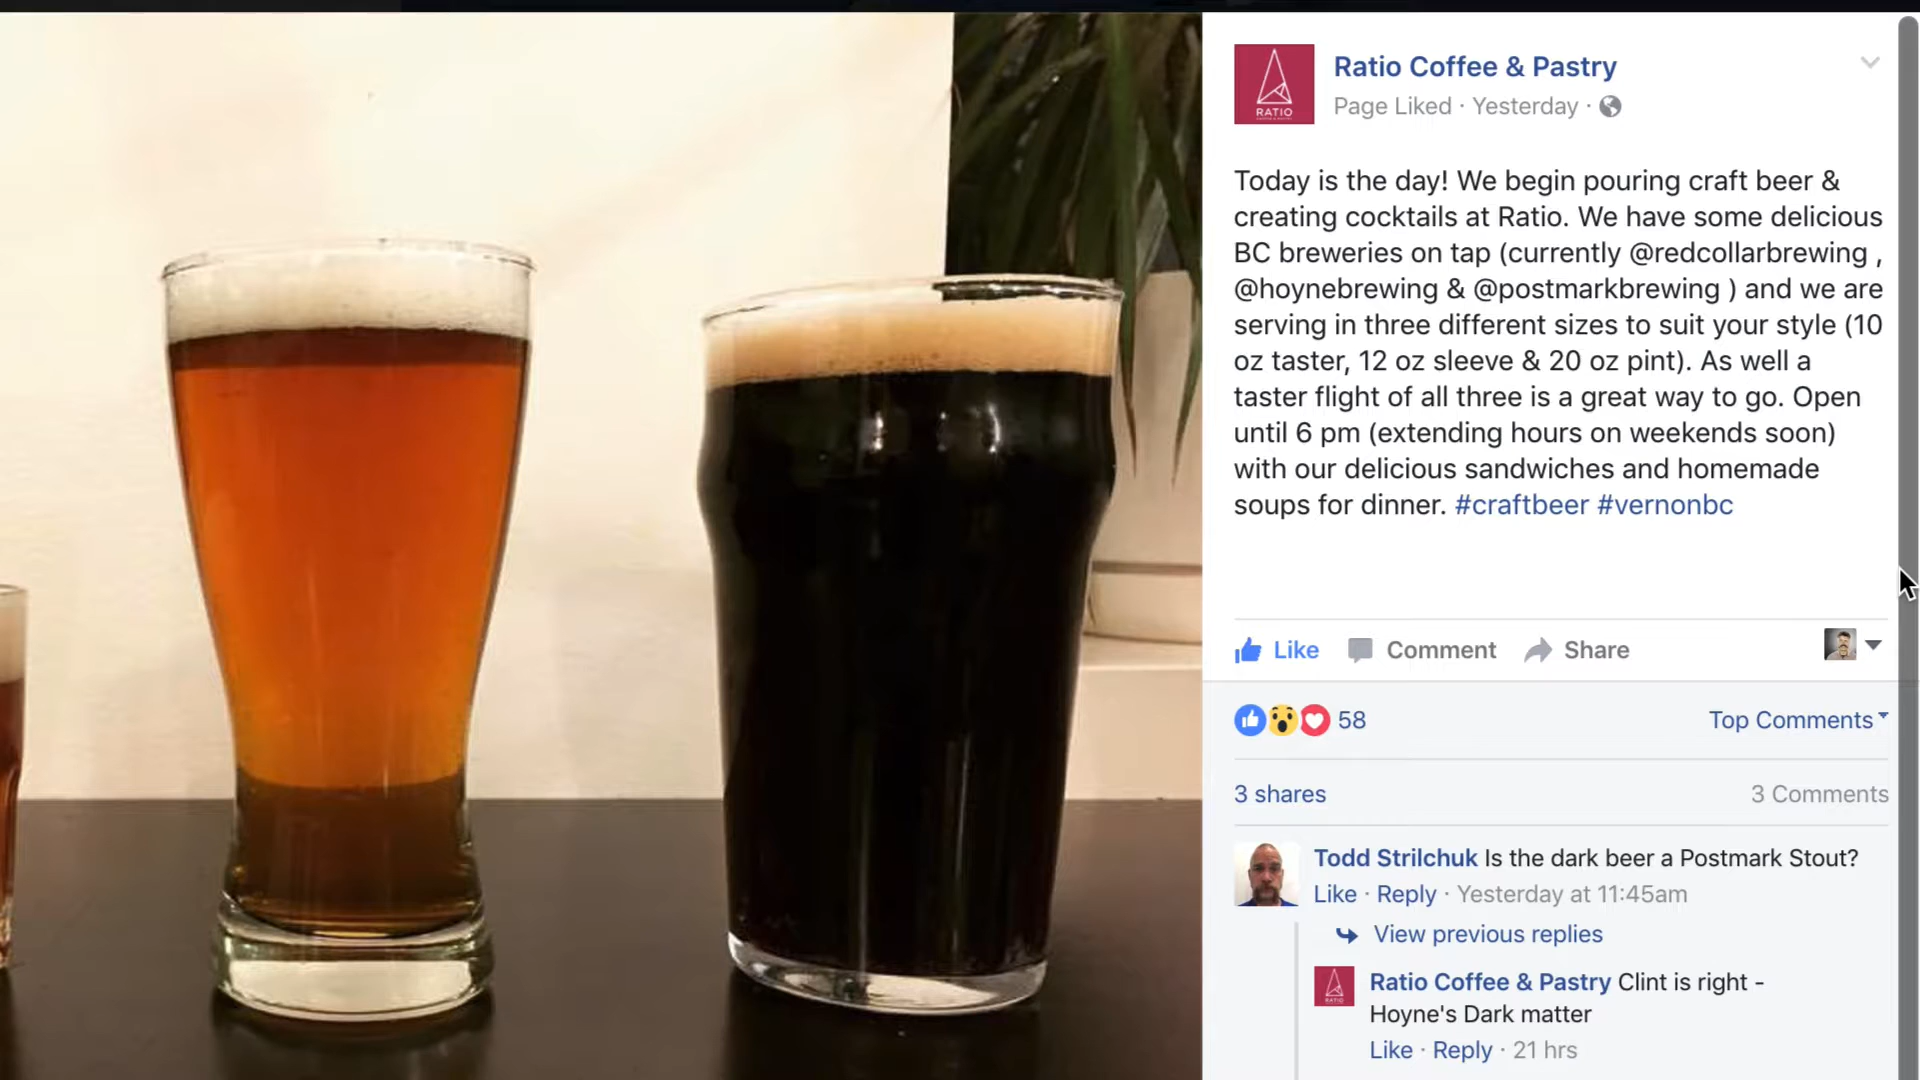 Ratio Coffee & Pastry
RATIO
Page Liked · Yesterday ·
Today is the day! We begin pouring craft beer &
creating cocktails at Ratio. We have some delicious
BC breweries on tap (currently @redcollarbrewing ,
@hoynebrewing & @postmarkbrewing ) and we are
serving in three different sizes to suit your style (10
oz taster, 12 oz sleeve & 20 oz pint). As well a
taster flight of all three is a great way to go. Open
until 6 pm (extending hours on weekends soon)
with our delicious sandwiches and homemade
soups for dinner. #craftbeer #vernonbc
Like Comment Share
58 Top Comments
3 shares 3 Comments
Todd Strilchuk Is the dark beer a Postmark Stout?
Like · Reply · Yesterday at 11:45am
View previous replies
Ratio Coffee & Pastry Clint is right -
RATIO
Hoyne's Dark matter
Like · Reply · 21 hrs